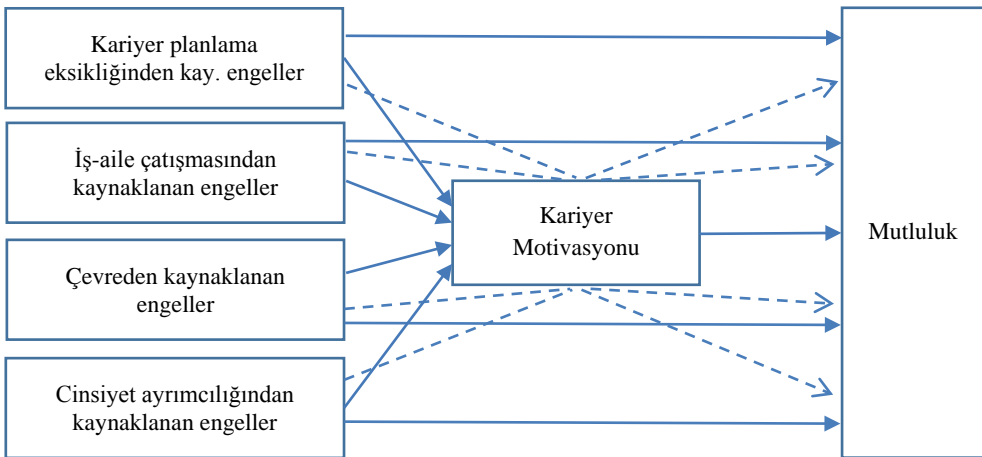 Kariyer planlama
eksikliğinden kay. engeller
İş-aile çatışmasından
kaynaklanan engeller
Çevreden kaynaklanan
engeller
Cinsiyet ayrımcılığından
kaynaklanan engeller
Kariyer
Motivasyonu
Mutluluk